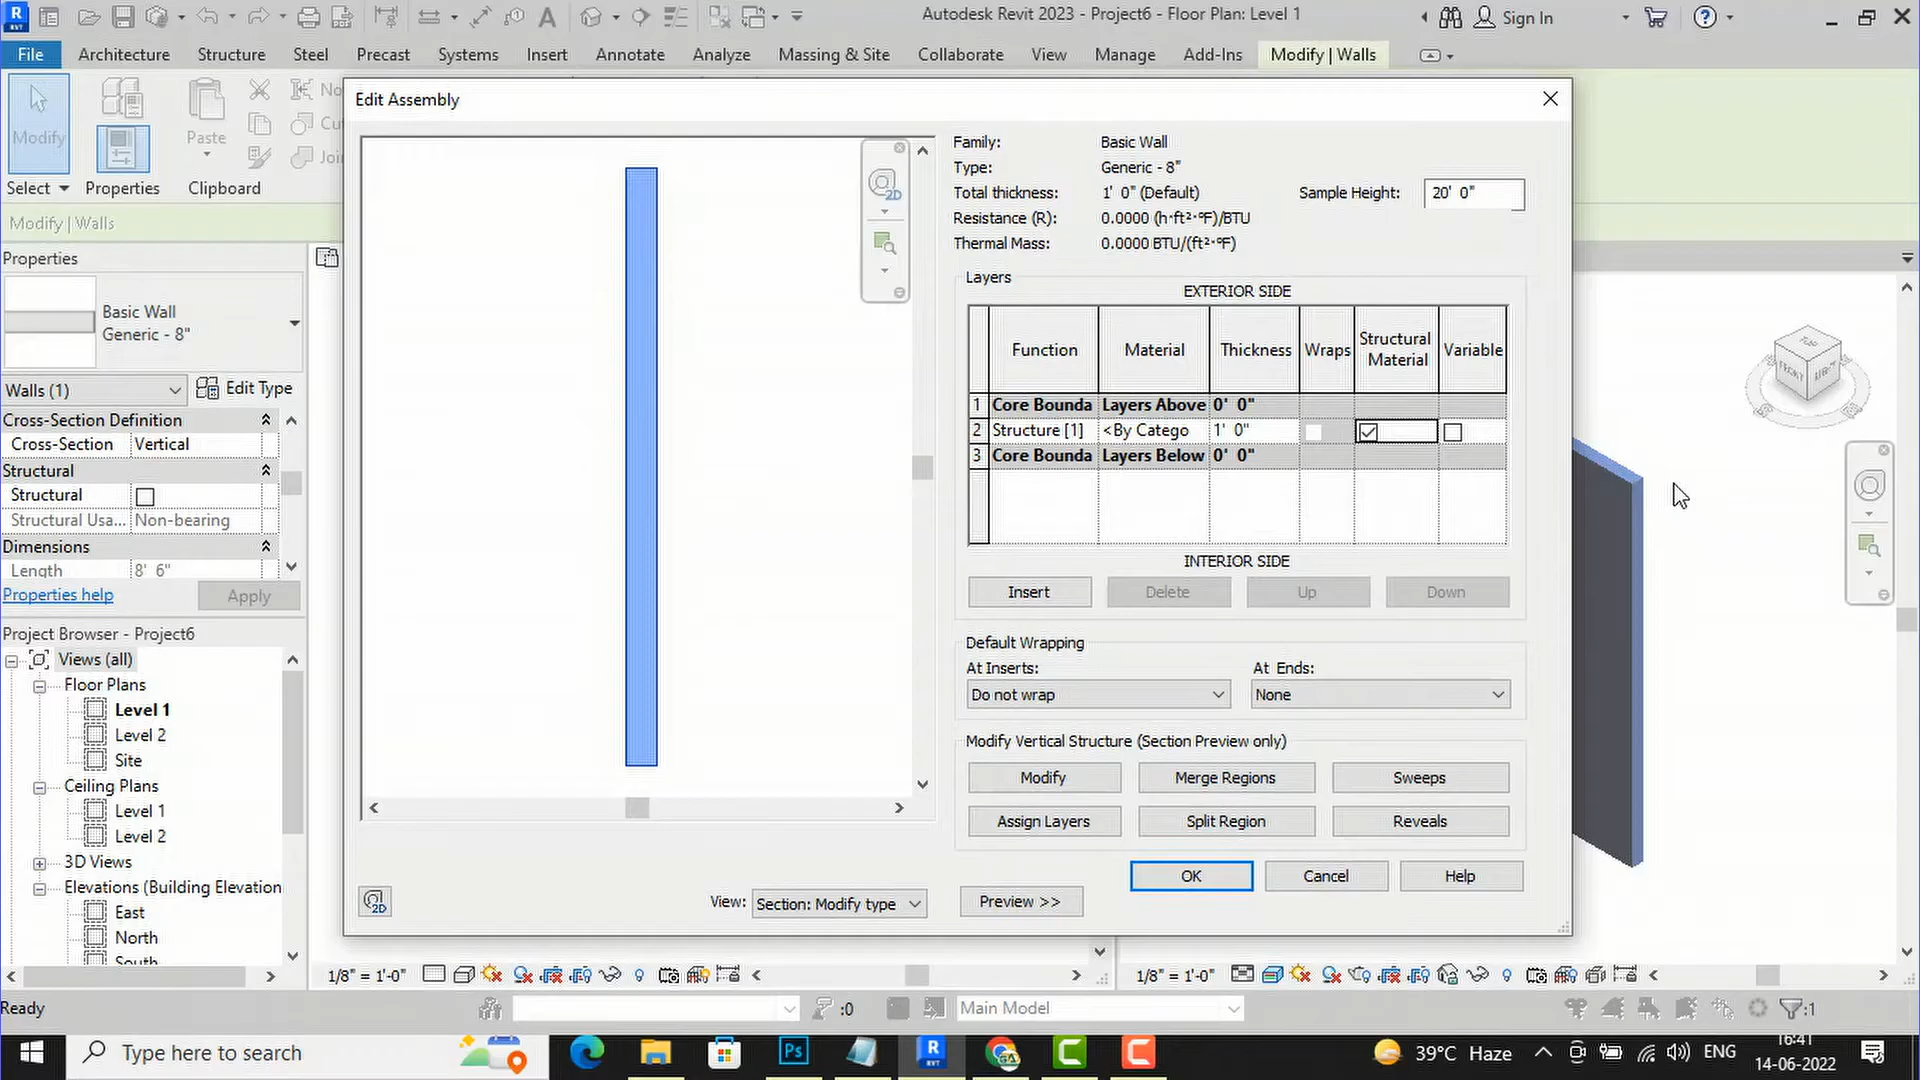 Autodesk Revit 2023 - Project6 - Floor Plan: Level 1
Sign In
File
Architecture
Structure
Steel
Precast
Systems
Insert
Annotate
Analyze
Massing & Site
Collaborate
View
Manage
Add-Ins
Modify | Walls
Modify
Paste
Select
Properties
Clipboard
Modify | Walls
Properties
Basic Wall
Generic - 8"
Walls (1)
Edit Type
Cross-Section Definition
Cross-Section Vertical
Structural
Structural
Structural Usa... Non-bearing
Dimensions
Length 8' 6"
Properties help
Apply
Project Browser - Project6
Views (all)
Floor Plans
Level 1
Level 2
Site
Ceiling Plans
Level 1
Level 2
3D Views
Elevations (Building Elevation
East
North
South
Edit Assembly
2D
Family: Basic Wall
Type: Generic - 8"
Total thickness: 1' 0" (Default)
Sample Height: 20' 0"
Resistance (R): 0.0000 (h·ft²·°F)/BTU
Thermal Mass: 0.0000 BTU/(ft²·°F)
Layers
EXTERIOR SIDE
Function Material Thickness Wraps Structural Material Variable
1 Core Bounda Layers Above 0' 0"
2 Structure [1] <By Catego 1' 0"
3 Core Bounda Layers Below 0' 0"
INTERIOR SIDE
Insert Delete Up Down
Default Wrapping
At Inserts: At Ends:
Do not wrap None
Modify Vertical Structure (Section Preview only)
Modify Merge Regions Sweeps
Assign Layers Split Region Reveals
OK Cancel Help
2D
View: Section: Modify type
Preview >>
TOP
FRONT
RIGHT
1/8" = 1'-0"
1/8" = 1'-0"
Ready
:0
Main Model
:1
Type here to search
Ps
R
RVT
39°C Haze
ENG
16:41
14-06-2022